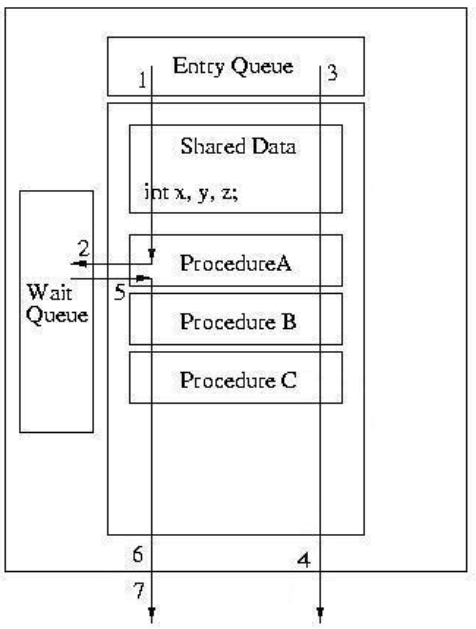 1
Entry Queue
3
Shared Data
int x, y, z;
2
ProcedureA
5
Wait
Queue
Procedure B
Procedure C
6
4
7